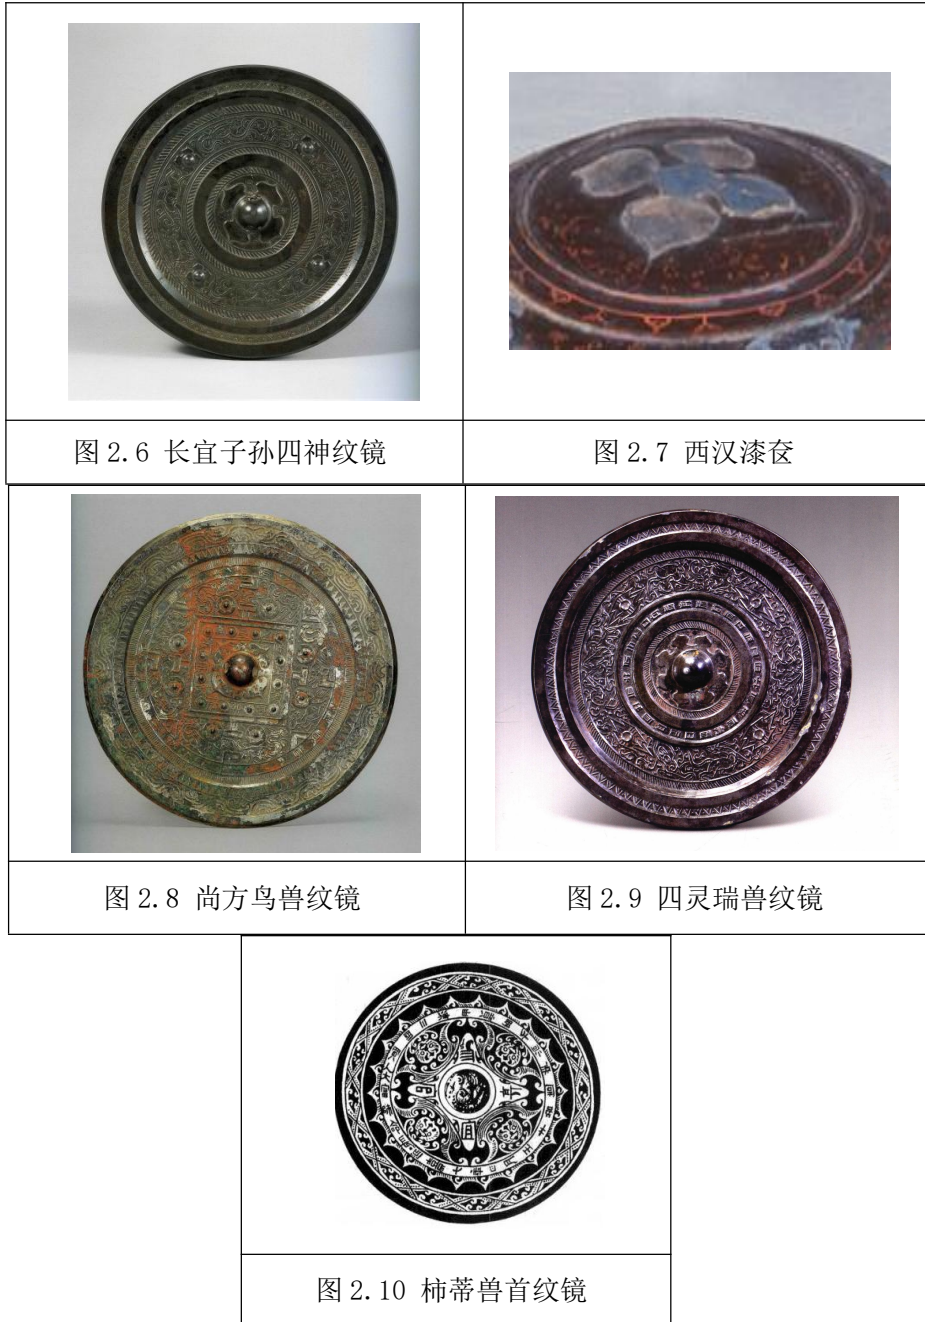 图 2.6 长宜子孙四神纹镜
图 2.7 西汉漆奁
图 2.8 尚方鸟兽纹镜
图 2.9 四灵瑞兽纹镜
图 2.10 柿蒂兽首纹镜